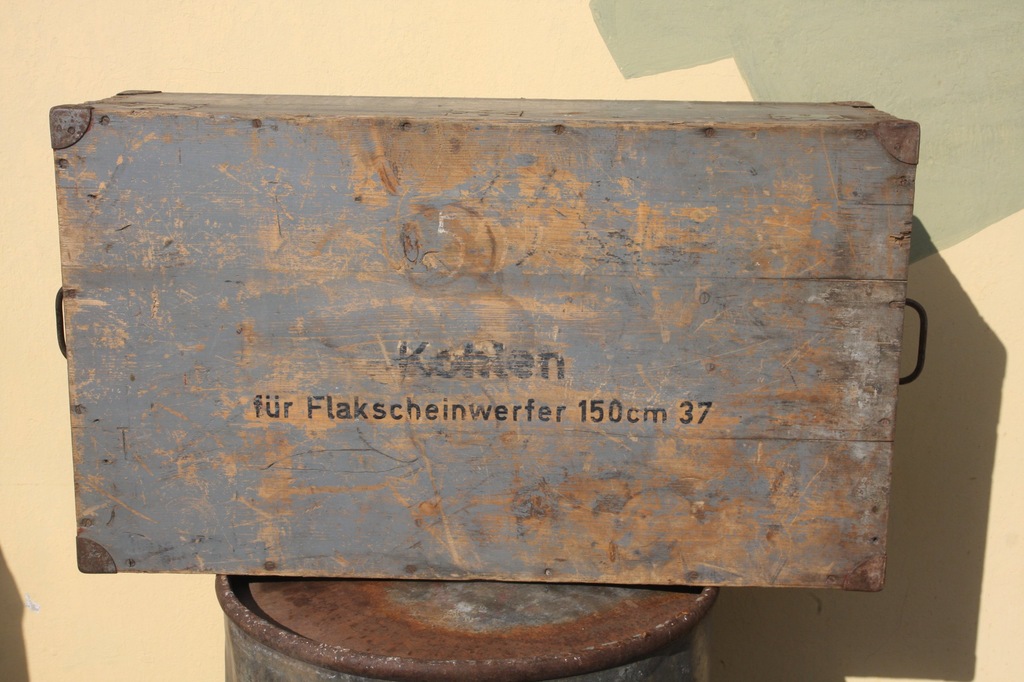 Kohlen
für Flakscheinwerfer 150cm 37